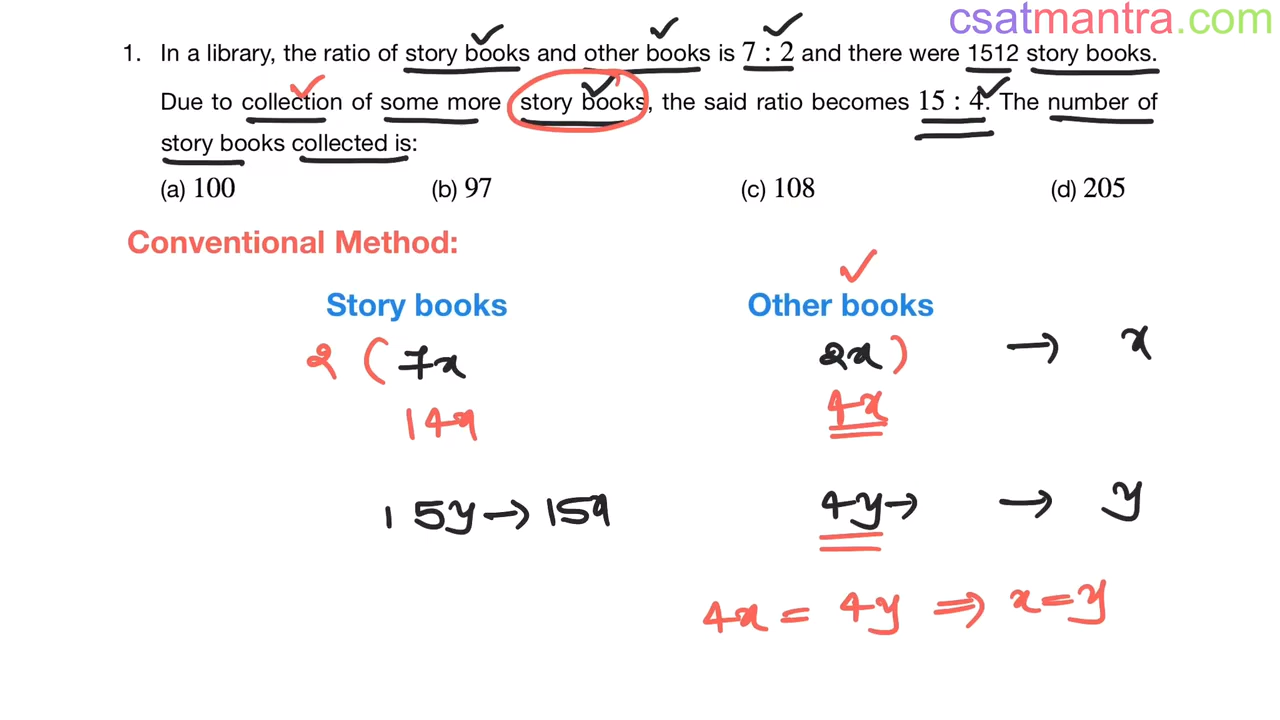 csatmantra.com
1. In a library, the ratio of story books and other books is 7 : 2 and there were 1512 story books.
Due to collection of some more story books, the said ratio becomes 15 : 4. The number of
story books collected is:
(a) 100 (b) 97 (c) 108 (d) 205
Conventional Method:
Story books Other books
2 ( 7x 2x ) → x
14x 4x
15y → 15x 4y → → y
4x = 4y ⇒ x = y